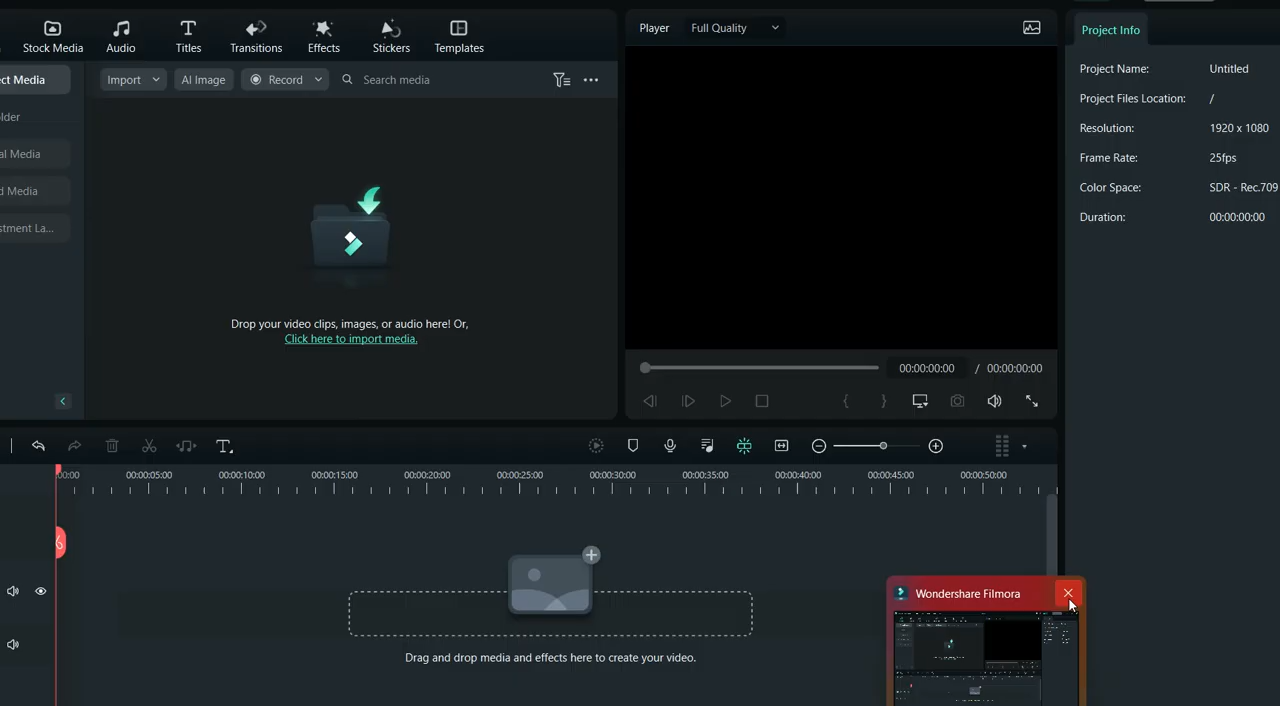 Stock Media
Audio
Titles
Transitions
Effects
Stickers
Templates
Player
Full Quality
Project Info
ct Media
Import
AI Image
Record
Search media
Project Name:
Untitled
Project Files Location:
/
Resolution:
1920 x 1080
Frame Rate:
25fps
Color Space:
SDR - Rec.709
Duration:
00:00:00:00
lder
al Media
d Media
stment La...
Drop your video clips, images, or audio here! Or,
Click here to import media.
00:00:00:00
/
00:00:00:00
:00:00
00:00:05:00
00:00:10:00
00:00:15:00
00:00:20:00
00:00:25:00
00:00:30:00
00:00:35:00
00:00:40:00
00:00:45:00
00:00:50:00
Wondershare Filmora
Drag and drop media and effects here to create your video.